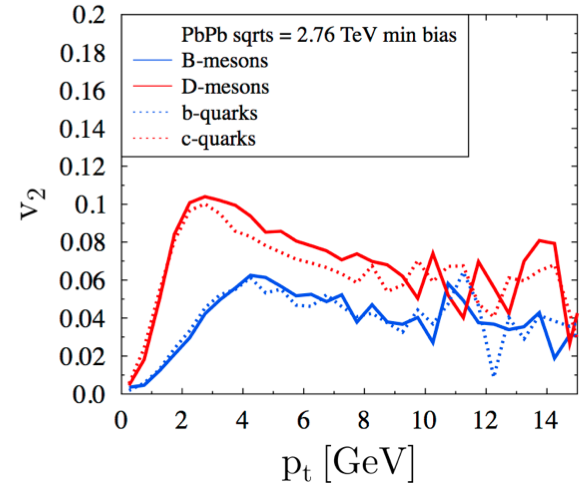 0.2
0.18
0.16
0.14
0.12
0.1
0.08
0.06
0.04
0.02
0.0
v2
PbPb sqrts = 2.76 TeV min bias
B-mesons
D-mesons
b-quarks
c-quarks
0 2 4 6 8 10 12 14
pt [GeV]